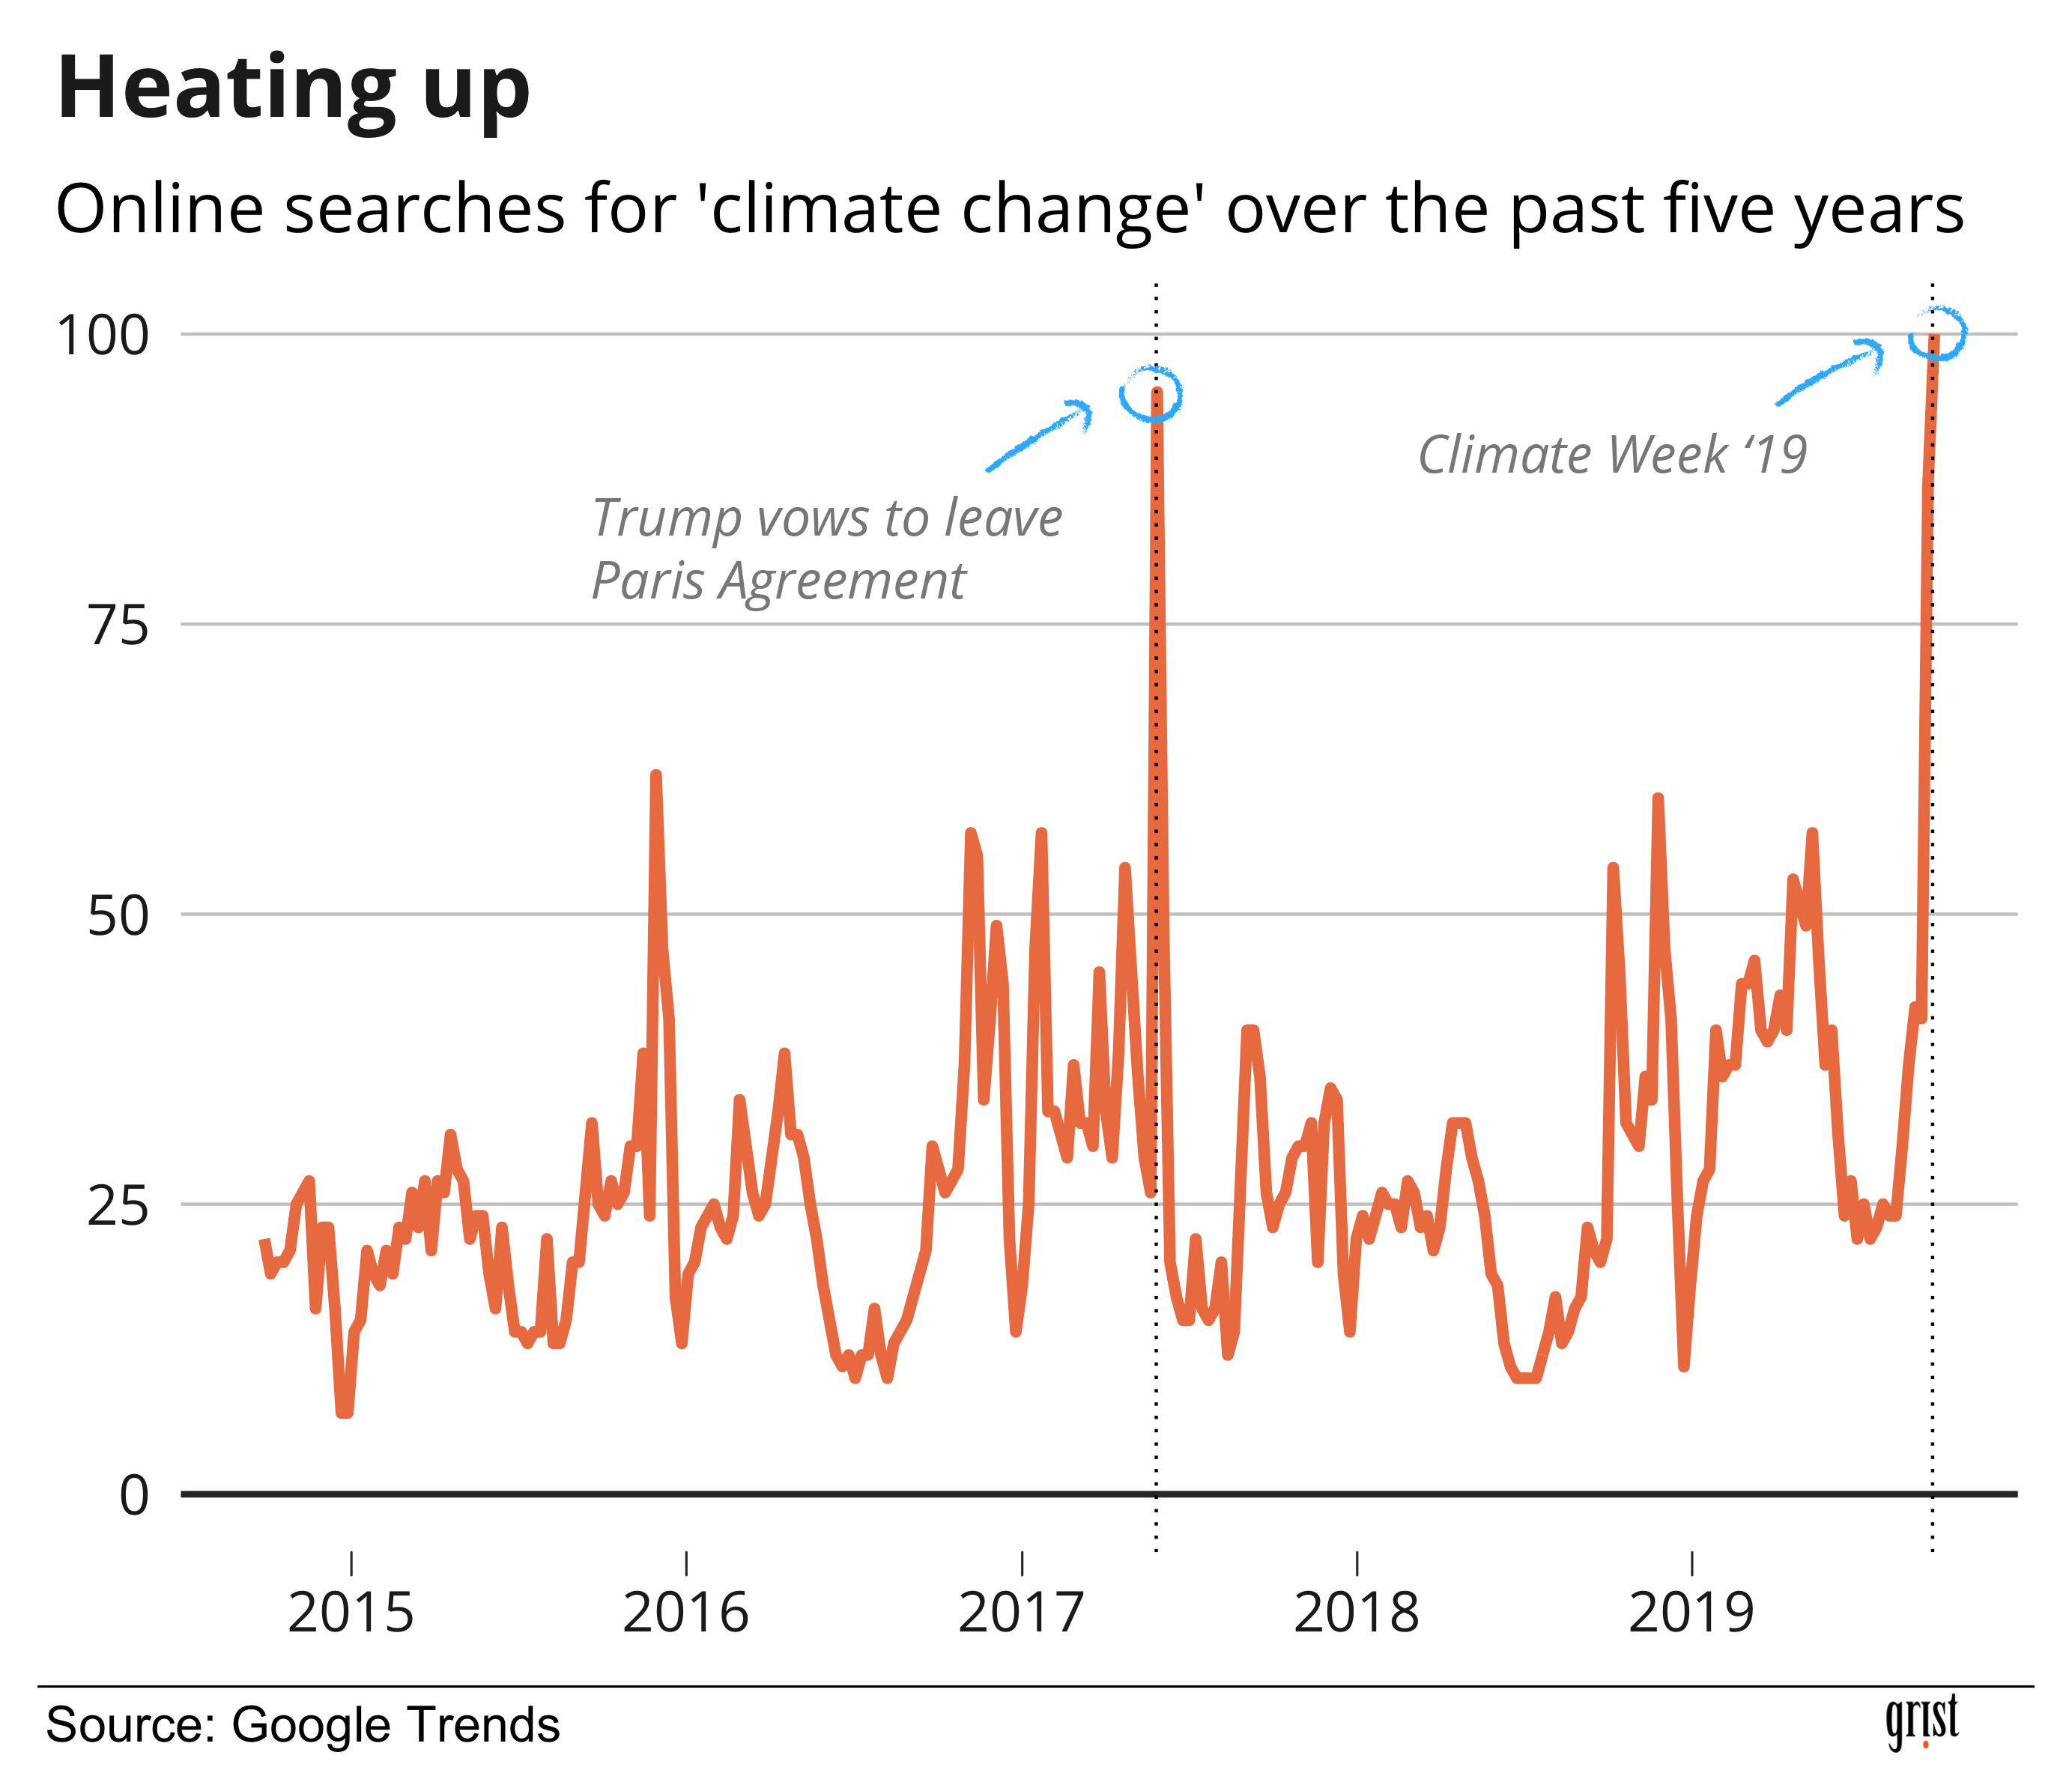 Heating up
Online searches for 'climate change' over the past five years
100
Climate Week ‘19
Trump vows to leave
Paris Agreement
75
50
25
0
2015 2016 2017 2018 2019
Source: Google Trends
grist